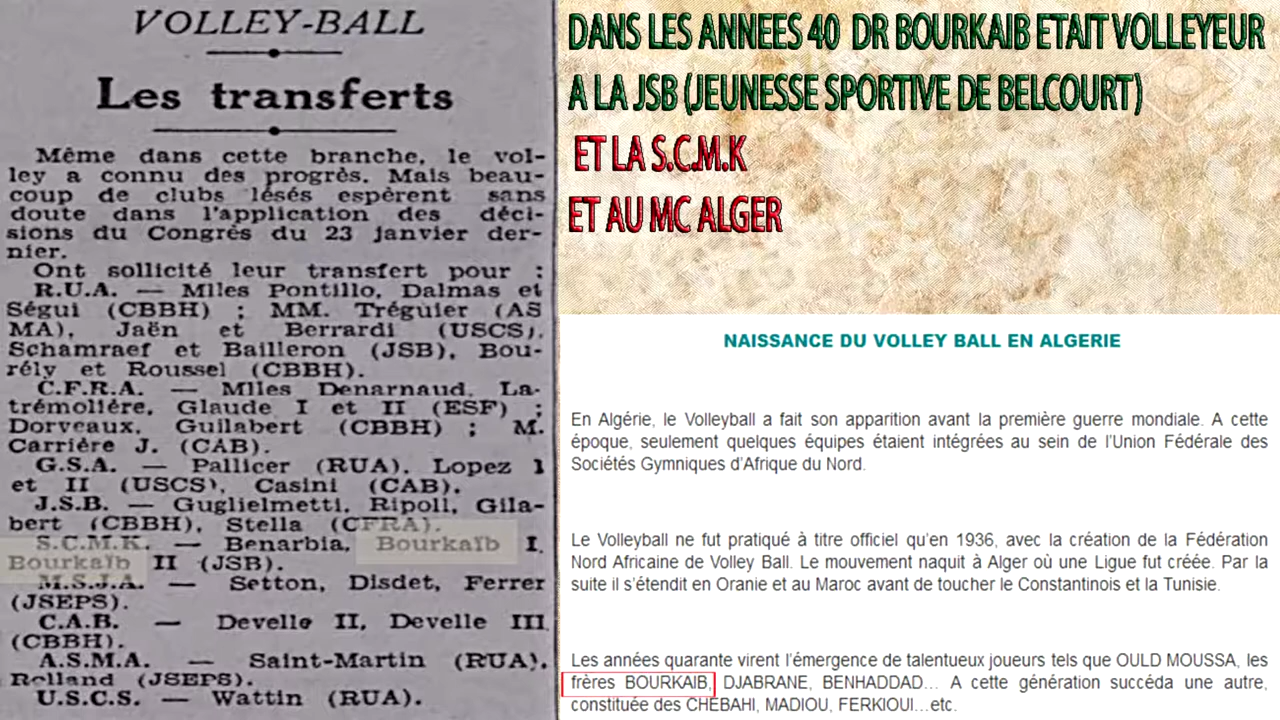 VOLLEY-BALL
Les transferts
Même dans cette branche, le vol-
ley a connu des progrès. Mais beau-
coup de clubs lésés espèrent sans
doute dans l'application des déci-
sions du Congrès du 23 janvier der-
nier.
Ont sollicité leur transfert pour :
R.U.A. — Mlles Pontillo, Dalmas et
Ségui (CBBH) ; MM. Tréguier (AS
MA), Jaën et Berrardi (USCS),
Schamraef et Bailleron (JSB), Bou-
rély et Roussel (CBBH).
C.F.R.A. — Mlles Denarnaud, La-
trémolière, Glaude I et II (ESF) ;
Dorveaux, Guilabert (CBBH) ; M.
Carrière J. (CAB).
G.S.A. — Pallicer (RUA), Lopez I
et II (USCS), Casini (CAB).
J.S.B. — Guglielmetti, Ripoll, Gila-
bert (CBBH), Stella (CFRA).
S.C.M.K. — Benarbia, Bourkaïb I,
Bourkaïb II (JSB).
M.S.J.A. — Setton, Disdet, Ferrer
(JSEPS).
C.A.B. — Develle II, Develle III
(CBBH).
A.S.M.A. — Saint-Martin (RUA),
Rolland (JSEPS).
U.S.C.S. — Wattin (RUA).
DANS LES ANNEES 40 DR BOURKAIB ETAIT VOLLEYEUR
A LA JSB (JEUNESSE SPORTIVE DE BELCOURT)
ET LA S.C.M.K
ET AU MC ALGER
NAISSANCE DU VOLLEY BALL EN ALGERIE
En Algérie, le Volleyball a fait son apparition avant la première guerre mondiale. A cette
époque, seulement quelques équipes étaient intégrées au sein de l'Union Fédérale des
Sociétés Gymniques d'Afrique du Nord.
Le Volleyball ne fut pratiqué à titre officiel qu'en 1936, avec la création de la Fédération
Nord Africaine de Volley Ball. Le mouvement naquit à Alger où une Ligue fut créée. Par la
suite il s'étendit en Oranie et au Maroc avant de toucher le Constantinois et la Tunisie.
Les années quarante virent l'émergence de talentueux joueurs tels que OULD MOUSSA, les
frères BOURKAIB, DJABRANE, BENHADDAD... A cette génération succéda une autre,
constituée des CHEBAHI, MADIOU, FERKIOUI...etc.